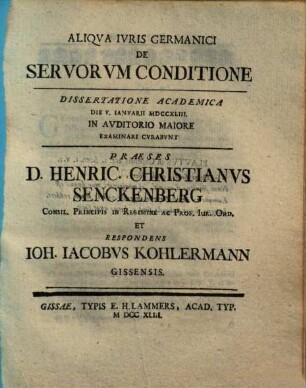 ALIQVA IVRIS GERMANICI
DE
SERVORVM CONDITIONE
DISSERTATIONE ACADEMICA
DIE V. IANVARII MDCCXLIII.
IN AVDITORIO MAIORE
EXAMINARI CVRABVNT
PRAESES
D. HENRIC. CHRISTIANVS
SENCKENBERG
CONSIL. PRINCIPIS IN REGIMINE AC PROF. IUR. ORD.
ET
RESPONDENS
IOH. IACOBVS KOHLERMANN
GISSENSIS.
GISSAE, TYPIS E. H. LAMMERS, ACAD. TYP.
M DCC XLIII.